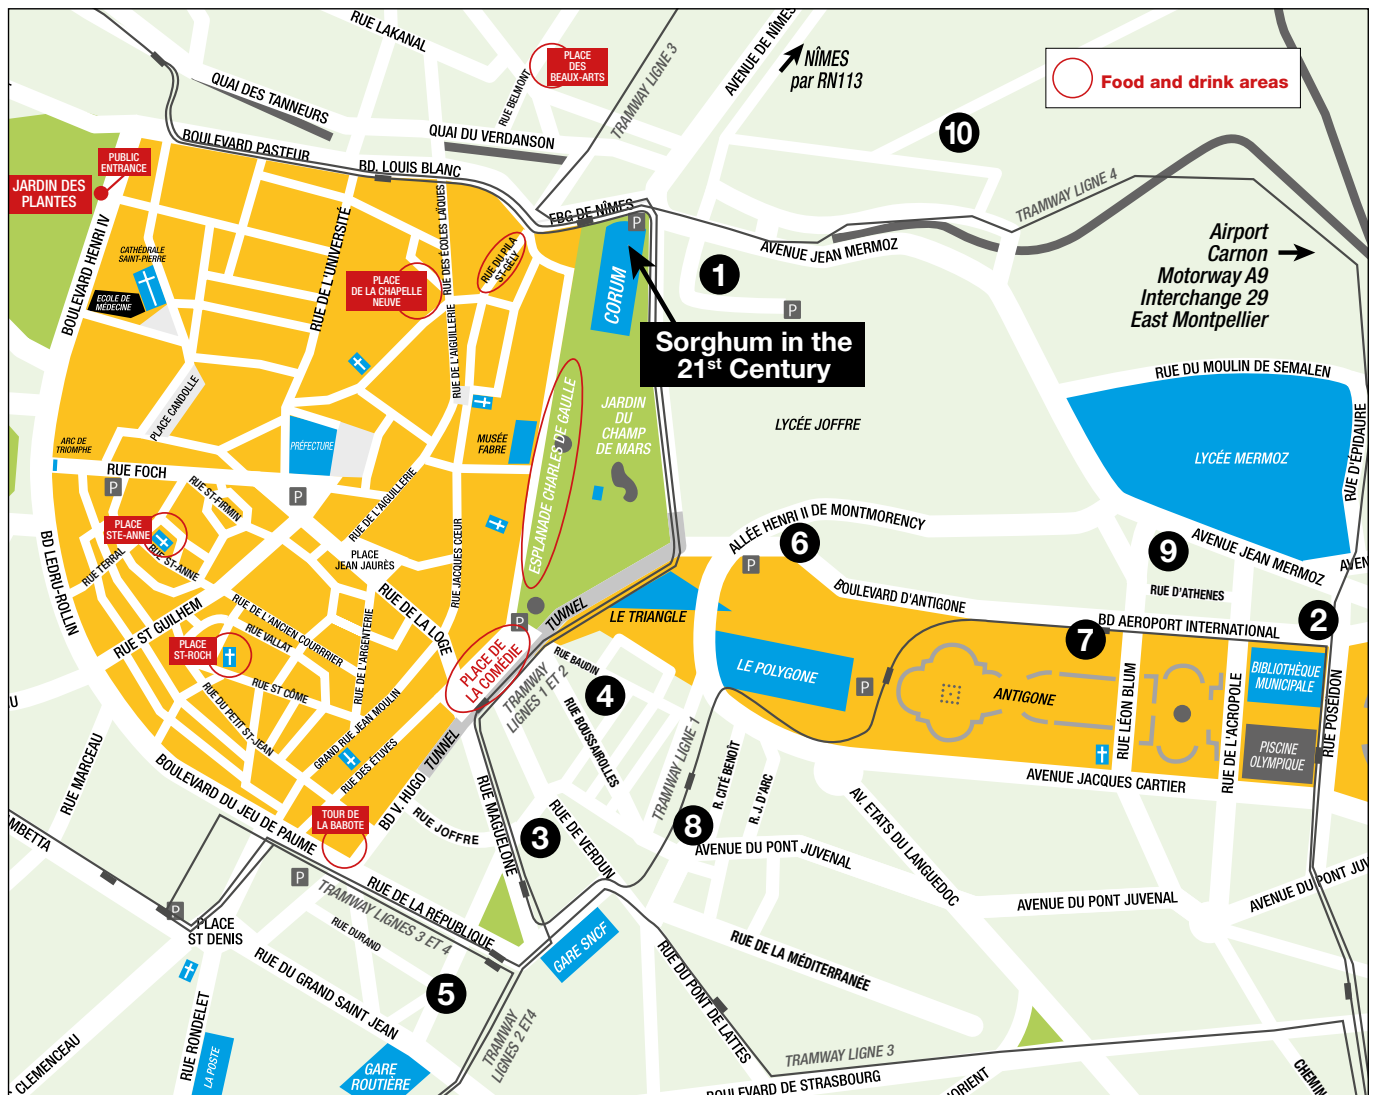 RUE LAKANAL
PLACE
DES
BEAUX-ARTS
RUE BELMONT
TRAMWAY LIGNE 3
AVENUE DE NÎMES
NÎMES
par RN113
Food and drink areas
QUAI DES TANNEURS
QUAI DU VERDANSON
10
BOULEVARD PASTEUR
BD. LOUIS BLANC
PUBLIC
ENTRANCE
JARDIN DES
PLANTES
FBG DE NÎMES
P
TRAMWAY LIGNE 4
AVENUE JEAN MERMOZ
Airport
Carnon
Motorway A9
Interchange 29
East Montpellier
BOULEVARD HENRI IV
CATHÉDRALE
SAINT-PIERRE
ECOLE DE
MÉDECINE
RUE DE L'UNIVERSITÉ
RUE DES ÉCOLES LAÏQUES
RUE DU PILA
ST-GÉLY
PLACE
DE LA CHAPELLE
NEUVE
CORUM
1
P
Sorghum in the
21st Century
RUE DE L'AIGUILLERIE
PLACE CANDOLLE
ESPLANADE CHARLES DE GAULLE
JARDIN
DU
CHAMP
DE MARS
LYCÉE JOFFRE
RUE DU MOULIN DE SEMALEN
LYCÉE MERMOZ
RUE D'ÉPIDAURE
ARC DE
TRIOMPHE
PRÉFECTURE
MUSÉE
FABRE
RUE FOCH
P
P
RUE ST-FIRMIN
RUE DE L'AIGUILLERIE
PLACE
STE-ANNE
RUE TERRAL
RUE ST-ANNE
PLACE
JEAN JAURÈS
RUE JACQUES CŒUR
BD LEDRU-ROLLIN
ALLÉE HENRI II DE MONTMORENCY
6
P
9
AVENUE JEAN MERMOZ
AVEN
BOULEVARD D'ANTIGONE
RUE D'ATHENES
2
7
BD AEROPORT INTERNATIONAL
RUE ST GUILHEM
RUE DE L'ANCIEN COURRRIER
RUE VALLAT
RUE DE L'ARGENTERIE
RUE DE LA LOGE
P
TUNNEL
LE TRIANGLE
PLACE
ST-ROCH
RUE ST CÔME
PLACE DE
LA COMÉDIE
RUE BAUDIN
TRAMWAY
LIGNES 1 ET 2
4
RUE BOUSSAIROLLES
LE POLYGONE
P
ANTIGONE
RUE LÉON BLUM
RUE DE L'ACROPOLE
BIBLIOTHÈQUE
MUNICIPALE
RUE POSEIDON
PISCINE
OLYMPIQUE
U
RUE MARCEAU
RUE DU PETIT ST-JEAN
GRAND RUE JEAN MOULIN
RUE DES ÉTUVES
TUNNEL
BD V. HUGO
BOULEVARD DU JEU DE PAUME
TOUR DE
LA BABOTE
RUE JOFFRE
RUE MAGUELONE
3
RUE DE VERDUN
TRAMWAY LIGNE 1
R. CITÉ BENOÎT
R. J. D'ARC
8
AVENUE DU PONT JUVENAL
AV. ETATS DU LANGUEDOC
AVENUE JACQUES CARTIER
AVENUE DU PONT JUVENAL
AVENUE DU PONT JUV
MBETTA
P
P
PLACE
ST DENIS
RUE DE LA RÉPUBLIQUE
TRAMWAY LIGNES 3 ET 4
RUE DURAND
5
GARE SNCF
RUE DE LA MÉDITERRANÉE
RUE DU PONT DE LATTES
RUE DU GRAND SAINT JEAN
RUE RONDELET
LA POSTE
CLEMENCEAU
GARE
ROUTIÈRE
TRAMWAY
LIGNES 2 ET4
TRAMWAY LIGNE 3
BOULEVARD DE STRASBOURG
ORIENT
CHEMIN